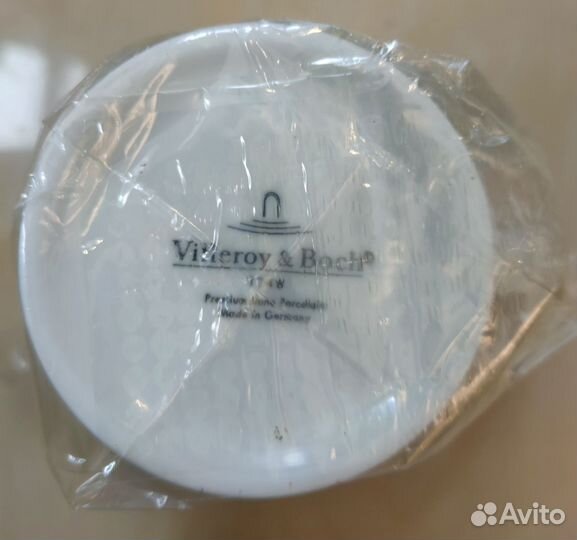 Villeroy & Boch®
1748
Premium Bone Porcelain
Made in Germany
Avito